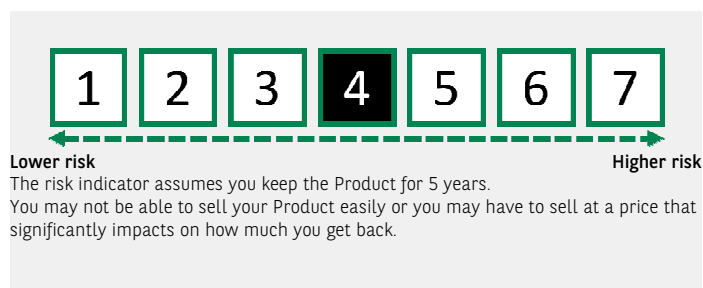 1 2 3 4 5 6 7
Lower risk Higher risk
The risk indicator assumes you keep the Product for 5 years.
You may not be able to sell your Product easily or you may have to sell at a price that
significantly impacts on how much you get back.